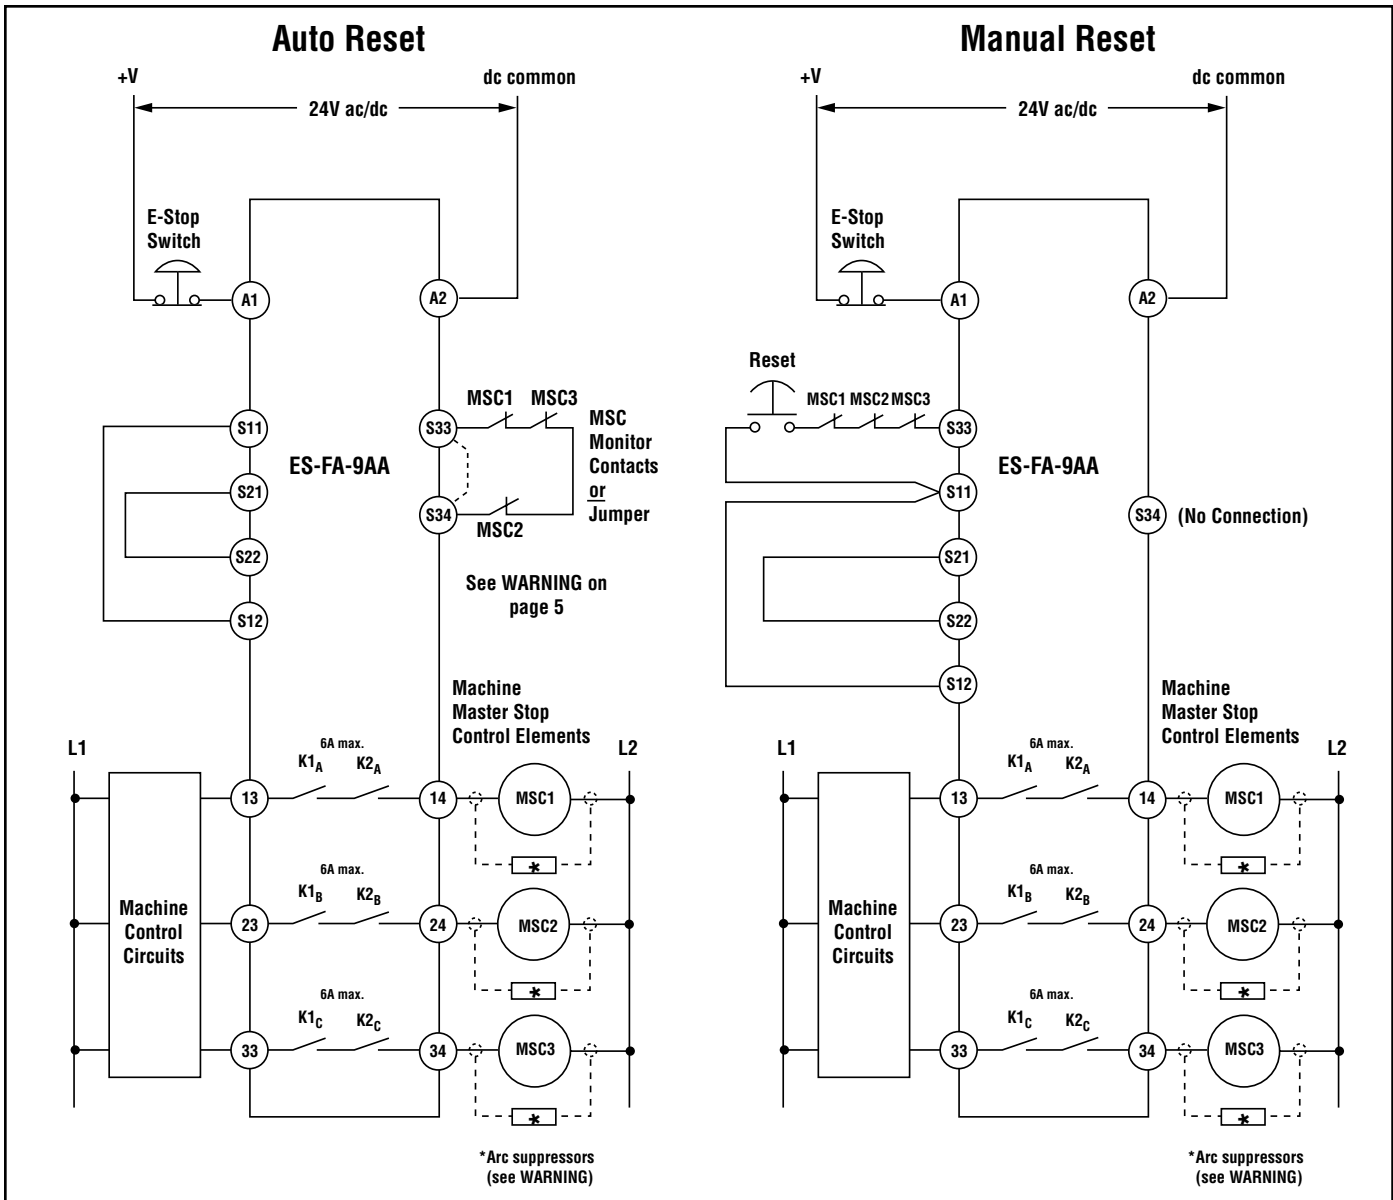 Auto Reset
+V
dc common
24V ac/dc
E-Stop
Switch
A1
A2
S11
S21
S22
S12
ES-FA-9AA
S33
S34
MSC1
MSC3
MSC2
MSC
Monitor
Contacts
or
Jumper
See WARNING on
page 5
Machine
Master Stop
Control Elements
L1
L2
Machine
Control
Circuits
6A max.
K1A
K2A
13
14
MSC1
*
6A max.
K1B
K2B
23
24
MSC2
*
6A max.
K1C
K2C
33
34
MSC3
*
*Arc suppressors
(see WARNING)
Manual Reset
+V
dc common
24V ac/dc
E-Stop
Switch
A1
A2
Reset
MSC1 MSC2 MSC3
S33
ES-FA-9AA
S11
S34
(No Connection)
S21
S22
S12
Machine
Master Stop
Control Elements
L1
L2
Machine
Control
Circuits
6A max.
K1A
K2A
13
14
MSC1
*
6A max.
K1B
K2B
23
24
MSC2
*
6A max.
K1C
K2C
33
34
MSC3
*
*Arc suppressors
(see WARNING)